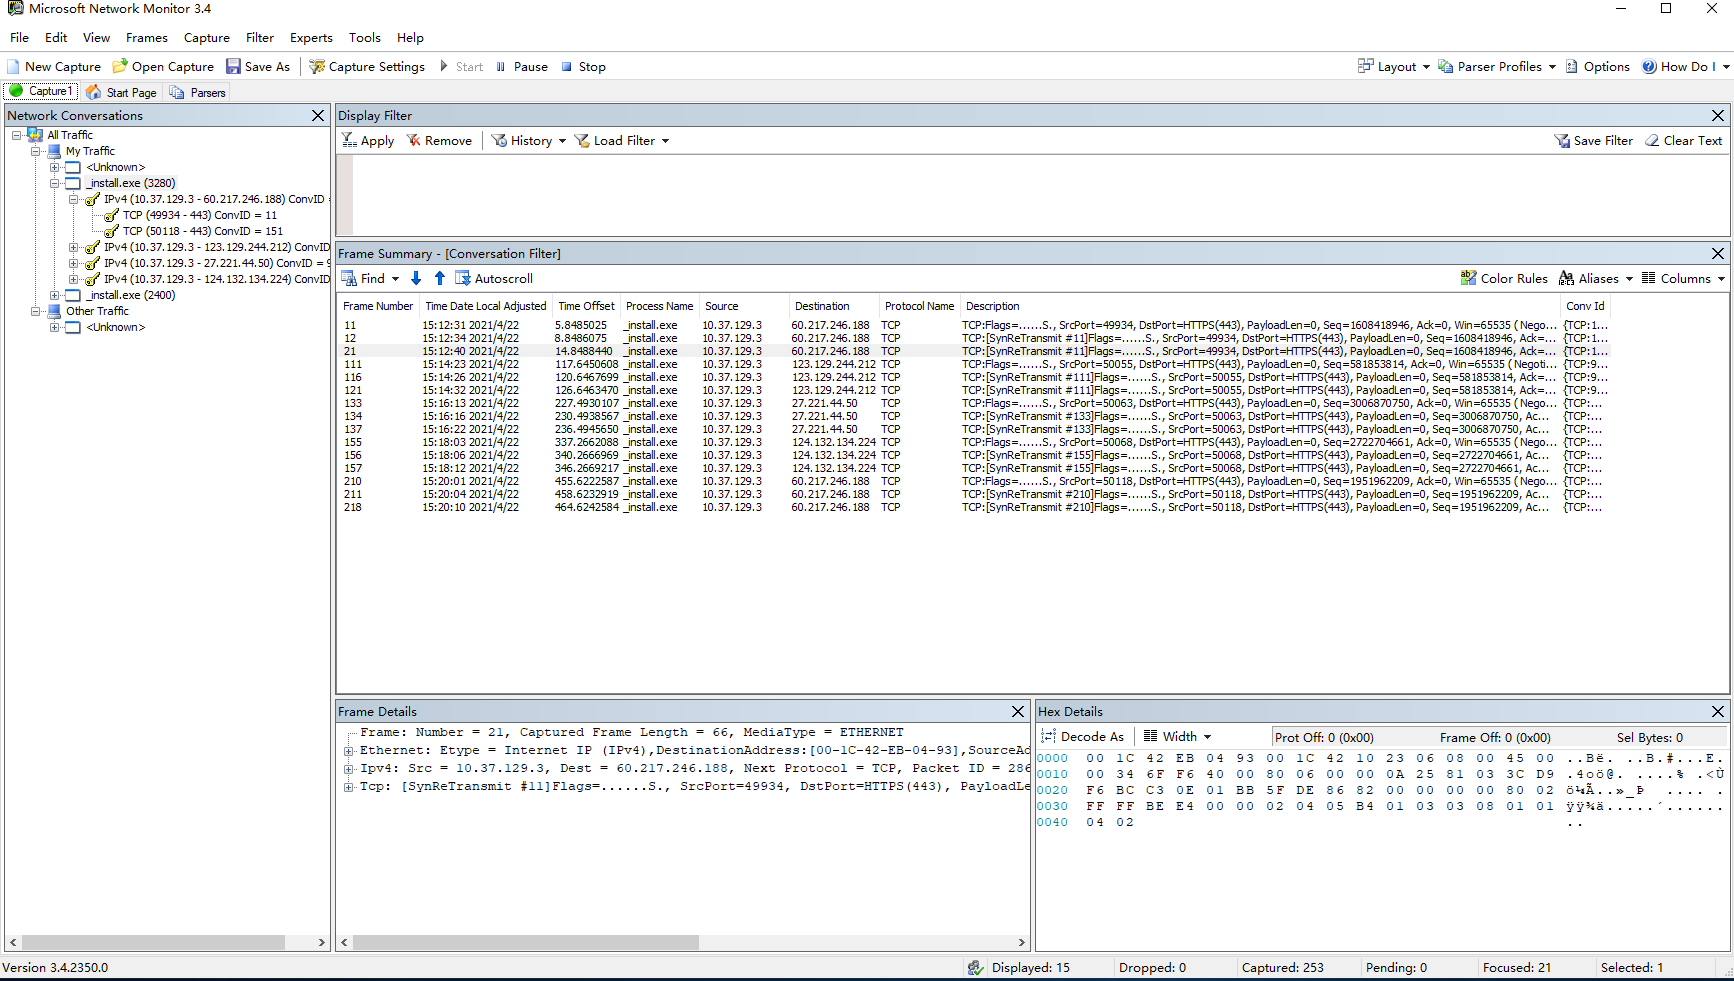 Microsoft Network Monitor 3.4
File Edit View Frames Capture Filter Experts Tools Help
New Capture Open Capture Save As Capture Settings Start Pause Stop Layout Parser Profiles Options How Do I
Capture1 Start Page Parsers
Network Conversations
All Traffic
My Traffic
<Unknown>
_install.exe (3280)
IPv4 (10.37.129.3 - 60.217.246.188) ConvID =
TCP (49934 - 443) ConvID = 11
TCP (50118 - 443) ConvID = 151
IPv4 (10.37.129.3 - 123.129.244.212) ConvID
IPv4 (10.37.129.3 - 27.221.44.50) ConvID = 9
IPv4 (10.37.129.3 - 124.132.134.224) ConvID
_install.exe (2400)
Other Traffic
<Unknown>
Display Filter
Apply Remove History Load Filter Save Filter Clear Text
Frame Summary - [Conversation Filter]
Find Autoscroll Color Rules Aliases Columns
Frame Number Time Date Local Adjusted Time Offset Process Name Source Destination Protocol Name Description Conv Id
11 15:12:31 2021/4/22 5.8485025 _install.exe 10.37.129.3 60.217.246.188 TCP TCP:Flags=......S., SrcPort=49934, DstPort=HTTPS(443), PayloadLen=0, Seq=1608418946, Ack=0, Win=65535 ( Nego... {TCP:1...
12 15:12:34 2021/4/22 8.8486075 _install.exe 10.37.129.3 60.217.246.188 TCP TCP:[SynReTransmit #11]Flags=......S., SrcPort=49934, DstPort=HTTPS(443), PayloadLen=0, Seq=1608418946, Ack=... {TCP:1...
21 15:12:40 2021/4/22 14.8488440 _install.exe 10.37.129.3 60.217.246.188 TCP TCP:[SynReTransmit #11]Flags=......S., SrcPort=49934, DstPort=HTTPS(443), PayloadLen=0, Seq=1608418946, Ack=... {TCP:1...
111 15:14:23 2021/4/22 117.6450608 _install.exe 10.37.129.3 123.129.244.212 TCP TCP:Flags=......S., SrcPort=50055, DstPort=HTTPS(443), PayloadLen=0, Seq=581853814, Ack=0, Win=65535 ( Negoti... {TCP:9...
116 15:14:26 2021/4/22 120.6467699 _install.exe 10.37.129.3 123.129.244.212 TCP TCP:[SynReTransmit #111]Flags=......S., SrcPort=50055, DstPort=HTTPS(443), PayloadLen=0, Seq=581853814, Ack=... {TCP:9...
121 15:14:32 2021/4/22 126.6463470 _install.exe 10.37.129.3 123.129.244.212 TCP TCP:[SynReTransmit #111]Flags=......S., SrcPort=50055, DstPort=HTTPS(443), PayloadLen=0, Seq=581853814, Ack=... {TCP:9...
133 15:16:13 2021/4/22 227.4930107 _install.exe 10.37.129.3 27.221.44.50 TCP TCP:Flags=......S., SrcPort=50063, DstPort=HTTPS(443), PayloadLen=0, Seq=3006870750, Ack=0, Win=65535 ( Nego... {TCP:...
134 15:16:16 2021/4/22 230.4938567 _install.exe 10.37.129.3 27.221.44.50 TCP TCP:[SynReTransmit #133]Flags=......S., SrcPort=50063, DstPort=HTTPS(443), PayloadLen=0, Seq=3006870750, Ac... {TCP:...
137 15:16:22 2021/4/22 236.4945650 _install.exe 10.37.129.3 27.221.44.50 TCP TCP:[SynReTransmit #133]Flags=......S., SrcPort=50063, DstPort=HTTPS(443), PayloadLen=0, Seq=3006870750, Ac... {TCP:...
155 15:18:03 2021/4/22 337.2662088 _install.exe 10.37.129.3 124.132.134.224 TCP TCP:Flags=......S., SrcPort=50068, DstPort=HTTPS(443), PayloadLen=0, Seq=2722704661, Ack=0, Win=65535 ( Nego... {TCP:...
156 15:18:06 2021/4/22 340.2666969 _install.exe 10.37.129.3 124.132.134.224 TCP TCP:[SynReTransmit #155]Flags=......S., SrcPort=50068, DstPort=HTTPS(443), PayloadLen=0, Seq=2722704661, Ac... {TCP:...
157 15:18:12 2021/4/22 346.2669217 _install.exe 10.37.129.3 124.132.134.224 TCP TCP:[SynReTransmit #155]Flags=......S., SrcPort=50068, DstPort=HTTPS(443), PayloadLen=0, Seq=2722704661, Ac... {TCP:...
210 15:20:01 2021/4/22 455.6222587 _install.exe 10.37.129.3 60.217.246.188 TCP TCP:Flags=......S., SrcPort=50118, DstPort=HTTPS(443), PayloadLen=0, Seq=1951962209, Ack=0, Win=65535 ( Nego... {TCP:...
211 15:20:04 2021/4/22 458.6232919 _install.exe 10.37.129.3 60.217.246.188 TCP TCP:[SynReTransmit #210]Flags=......S., SrcPort=50118, DstPort=HTTPS(443), PayloadLen=0, Seq=1951962209, Ac... {TCP:...
218 15:20:10 2021/4/22 464.6242584 _install.exe 10.37.129.3 60.217.246.188 TCP TCP:[SynReTransmit #210]Flags=......S., SrcPort=50118, DstPort=HTTPS(443), PayloadLen=0, Seq=1951962209, Ac... {TCP:...
Frame Details
Frame: Number = 21, Captured Frame Length = 66, MediaType = ETHERNET
Ethernet: Etype = Internet IP (IPv4),DestinationAddress:[00-1C-42-EB-04-93],SourceAd
Ipv4: Src = 10.37.129.3, Dest = 60.217.246.188, Next Protocol = TCP, Packet ID = 286
Tcp: [SynReTransmit #11]Flags=......S., SrcPort=49934, DstPort=HTTPS(443), PayloadLe
Hex Details
Decode As Width Prot Off: 0 (0x00) Frame Off: 0 (0x00) Sel Bytes: 0
0000 00 1C 42 EB 04 93 00 1C 42 10 23 06 08 00 45 00 ..Bë. ..B.#...E.
0010 00 34 6F F6 40 00 80 06 00 00 0A 25 81 03 3C D9 .4oö@. .....% .<Ù
0020 F6 BC C3 0E 01 BB 5F DE 86 82 00 00 00 00 80 02 ö¼Ã..»_Þ .... .
0030 FF FF BE E4 00 00 02 04 05 B4 01 03 03 08 01 01 ÿÿ¾ä.....´......
0040 04 02 ..
Version 3.4.2350.0 Displayed: 15 Dropped: 0 Captured: 253 Pending: 0 Focused: 21 Selected: 1